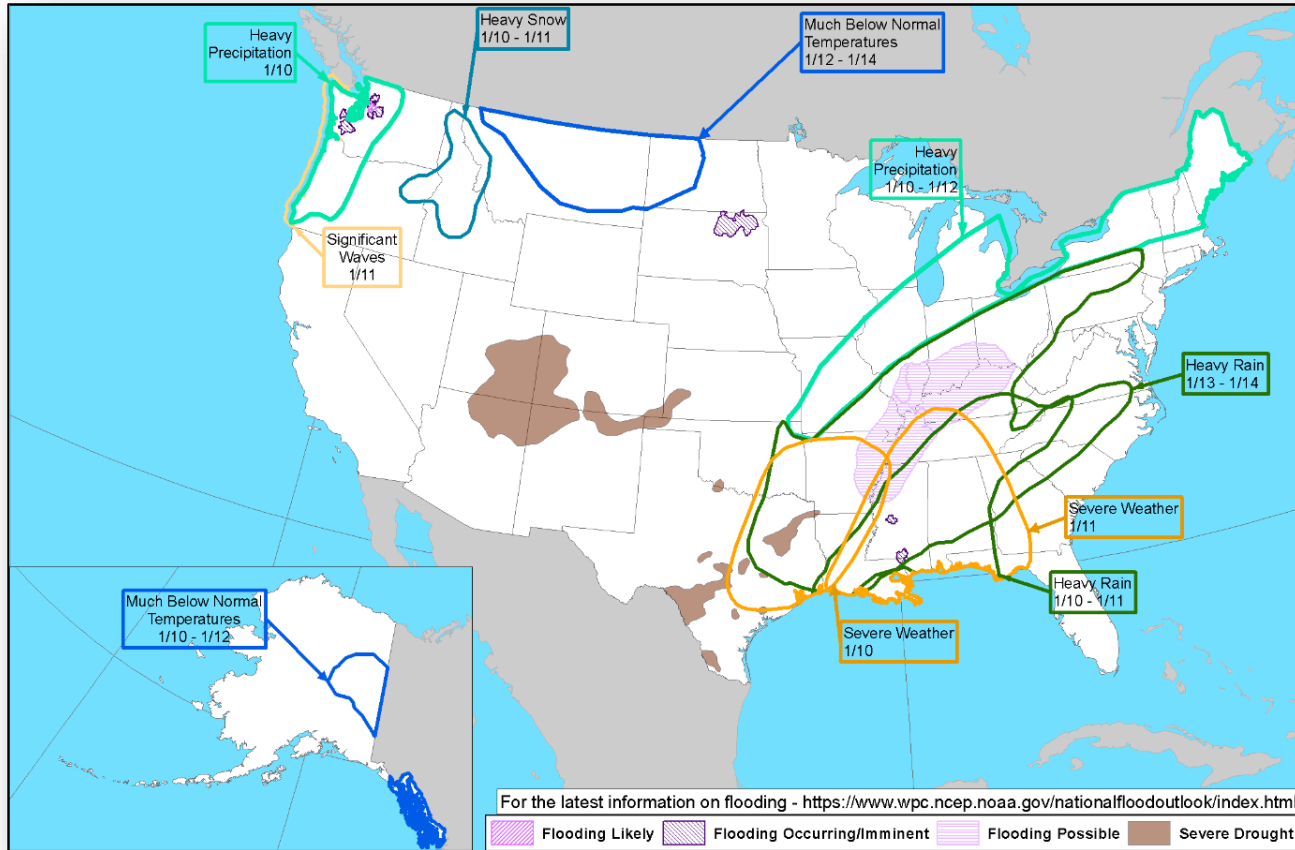 Heavy Snow
1/10 - 1/11
Much Below Normal
Temperatures
1/12 - 1/14
Heavy
Precipitation
1/10
Heavy
Precipitation
1/10 - 1/12
Significant
Waves
1/11
Heavy Rain
1/13 - 1/14
Severe Weather
1/11
Heavy Rain
1/10 - 1/11
Much Below Normal
Temperatures
1/10 - 1/12
Severe Weather
1/10
For the latest information on flooding - https://www.wpc.ncep.noaa.gov/nationalfloodoutlook/index.html
Flooding Likely
Flooding Occurring/Imminent
Flooding Possible
Severe Drought